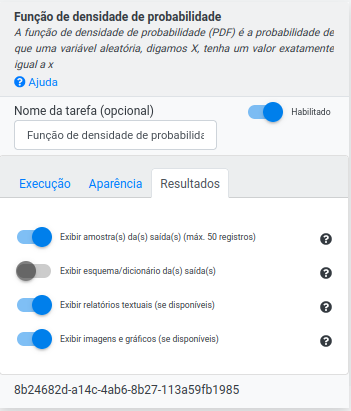 Função de densidade de probabilidade
A função de densidade de probabilidade (PDF) é a probabilidade de
que uma variável aleatória, digamos X, tenha um valor exatamente
igual a x
Ajuda
Nome da tarefa (opcional)
Habilitado
Função de densidade de probabilida
Execução Aparência Resultados
Exibir amostra(s) da(s) saída(s) (máx. 50 registros)
Exibir esquema/dicionário da(s) saída(s)
Exibir relatórios textuais (se disponíveis)
Exibir imagens e gráficos (se disponíveis)
8b24682d-a14c-4ab6-8b27-113a59fb1985